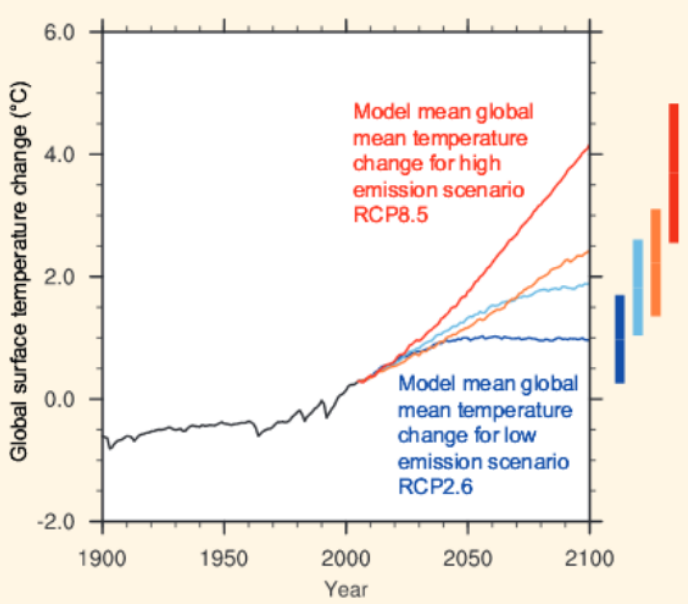 Global surface temperature change (°C)
6.0
4.0
2.0
0.0
-2.0
Model mean global
mean temperature
change for high
emission scenario
RCP8.5
Model mean global
mean temperature
change for low
emission scenario
RCP2.6
1900
1950
2000
2050
2100
Year